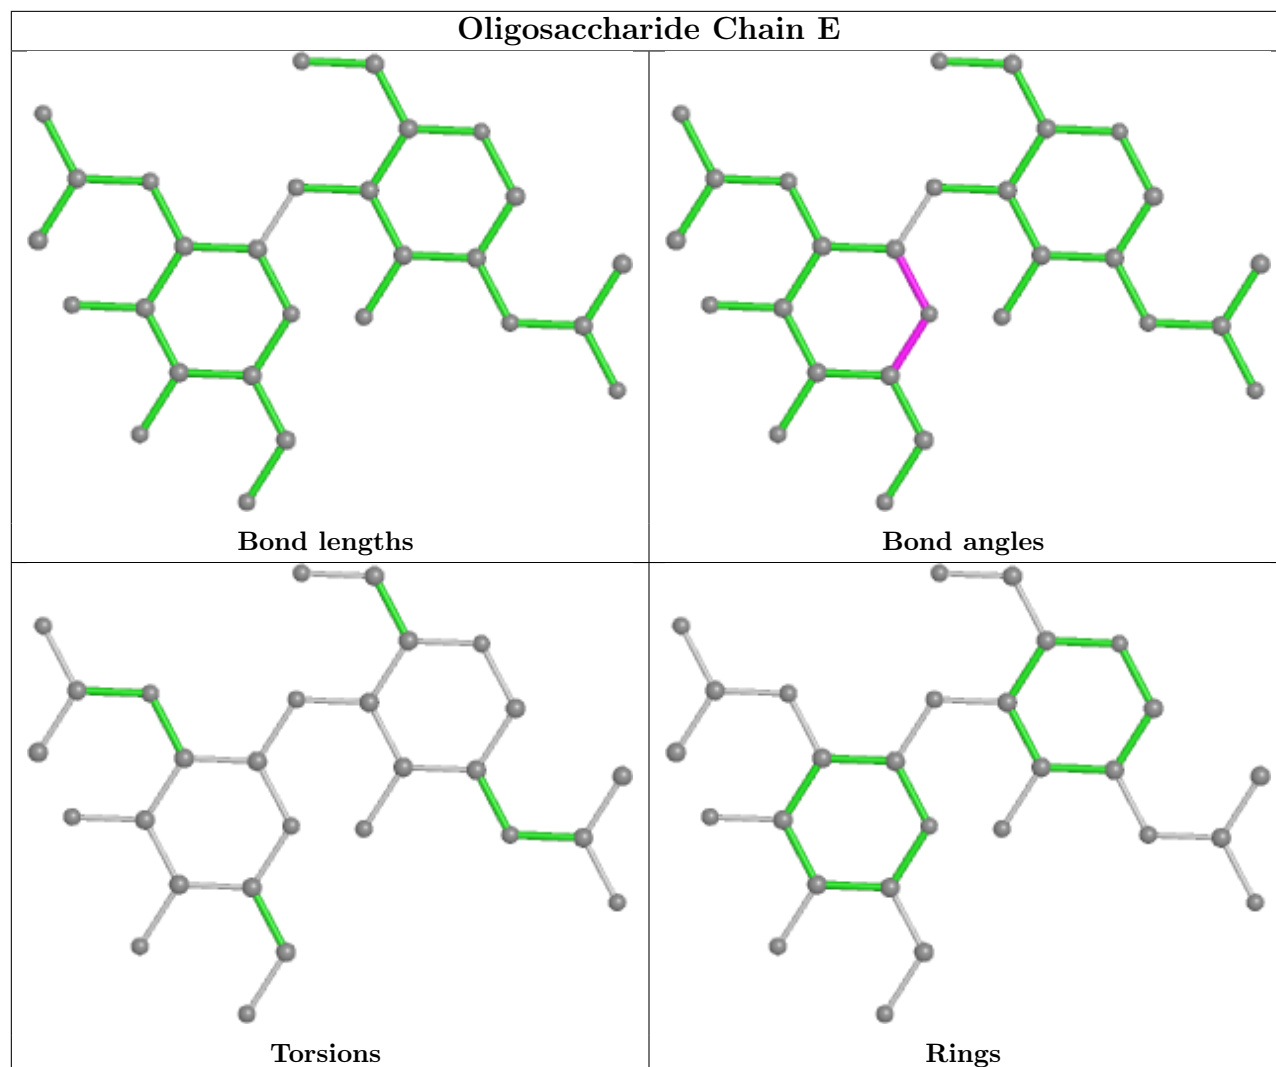 Oligosaccharide Chain E
Bond lengths
Bond angles
Torsions
Rings